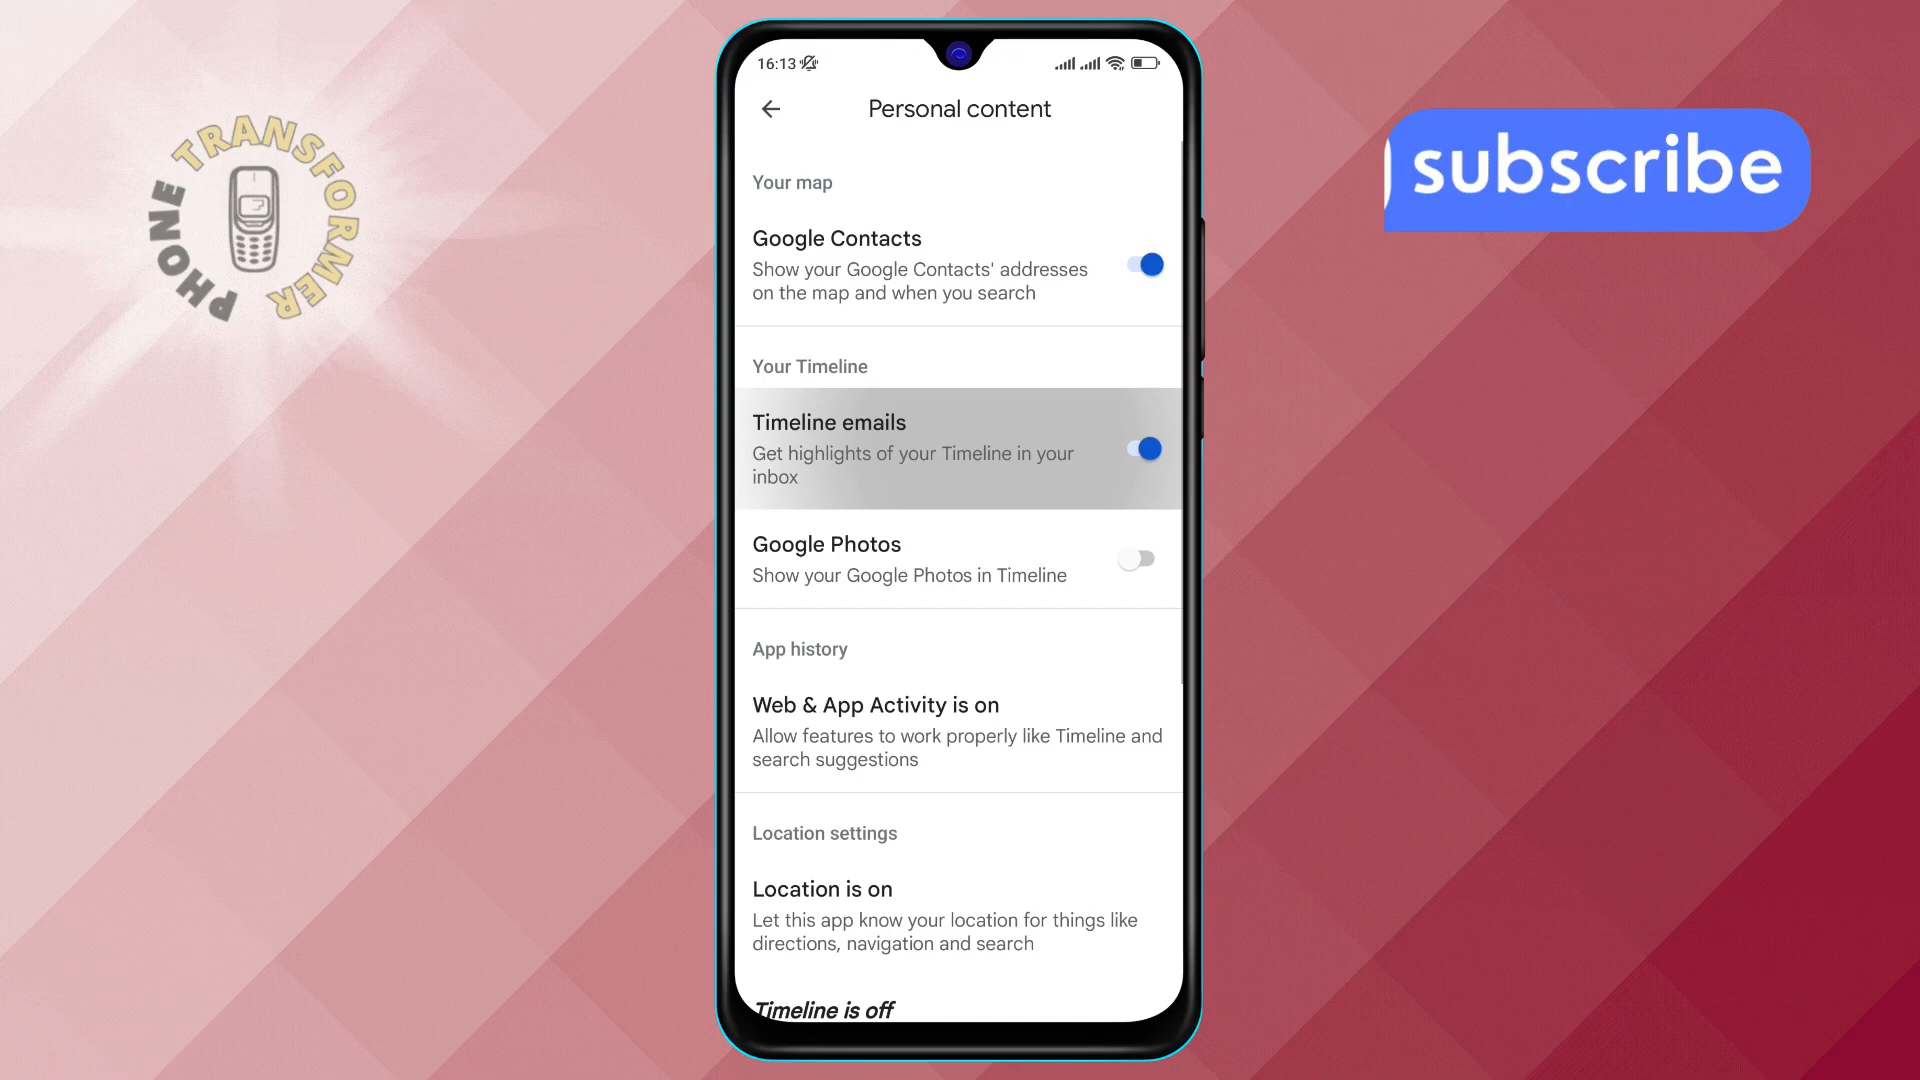 PHONE TRANSFORMER
subscribe
16:13
Personal content
Your map
Google Contacts
Show your Google Contacts' addresses
on the map and when you search
Your Timeline
Timeline emails
Get highlights of your Timeline in your
inbox
Google Photos
Show your Google Photos in Timeline
App history
Web & App Activity is on
Allow features to work properly like Timeline and
search suggestions
Location settings
Location is on
Let this app know your location for things like
directions, navigation and search
Timeline is off